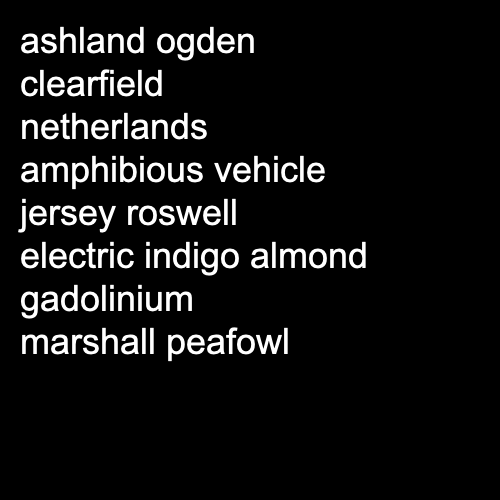 ashland ogden
clearfield
netherlands
amphibious vehicle
jersey roswell
electric indigo almond
gadolinium
marshall peafowl